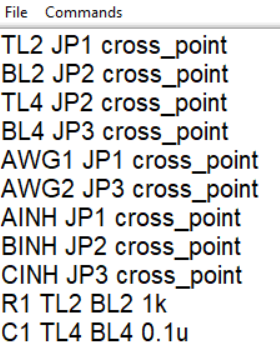 File Commands
TL2 JP1 cross_point
BL2 JP2 cross_point
TL4 JP2 cross_point
BL4 JP3 cross_point
AWG1 JP1 cross_point
AWG2 JP3 cross_point
AINH JP1 cross_point
BINH JP2 cross_point
CINH JP3 cross_point
R1 TL2 BL2 1k
C1 TL4 BL4 0.1u